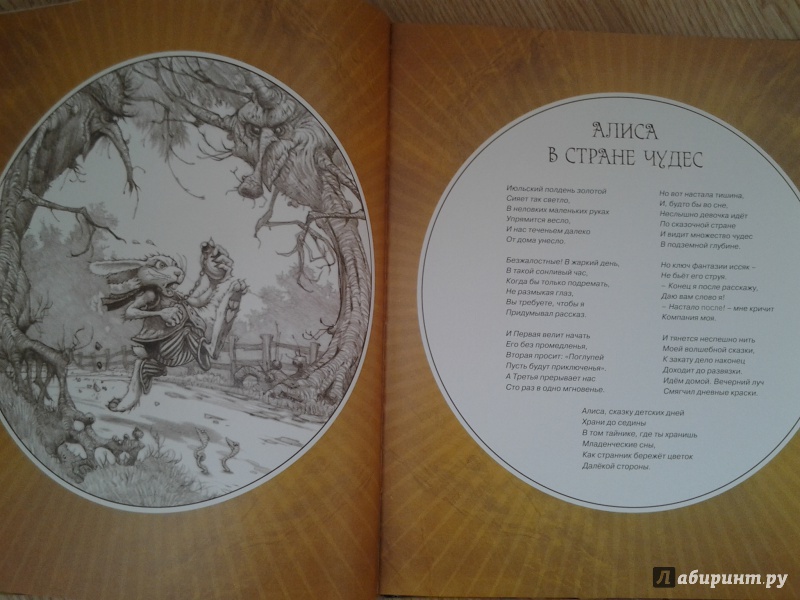 АЛИСА
В СТРАНЕ ЧУДЕС
Июльский полдень золотой
Сияет так светло,
В неловких маленьких руках
Упрямится весло,
И нас теченьем далеко
От дома унесло.
Безжалостные! В жаркий день,
В такой сонливый час,
Когда бы только подремать,
Не размыкая глаз,
Вы требуете, чтобы я
Придумывал рассказ.
И Первая велит начать
Его без промедленья,
Вторая просит: «Поглупей
Пусть будут приключенья».
А Третья прерывает нас
Сто раз в одно мгновенье.
Но вот настала тишина,
И, будто бы во сне,
Неслышно девочка идёт
По сказочной стране
И видит множество чудес
В подземной глубине.
Но ключ фантазии иссяк –
Не бьёт его струя.
– Конец я после расскажу,
Даю вам слово я!
– Настало после! – мне кричит
Компания моя.
И тянется неспешно нить
Моей волшебной сказки,
К закату дело наконец
Доходит до развязки.
Идём домой. Вечерний луч
Смягчил дневные краски.
Алиса, сказку детских дней
Храни до седины
В том тайнике, где ты хранишь
Младенческие сны,
Как странник бережёт цветок
Далёкой стороны.
Лабиринт.ру